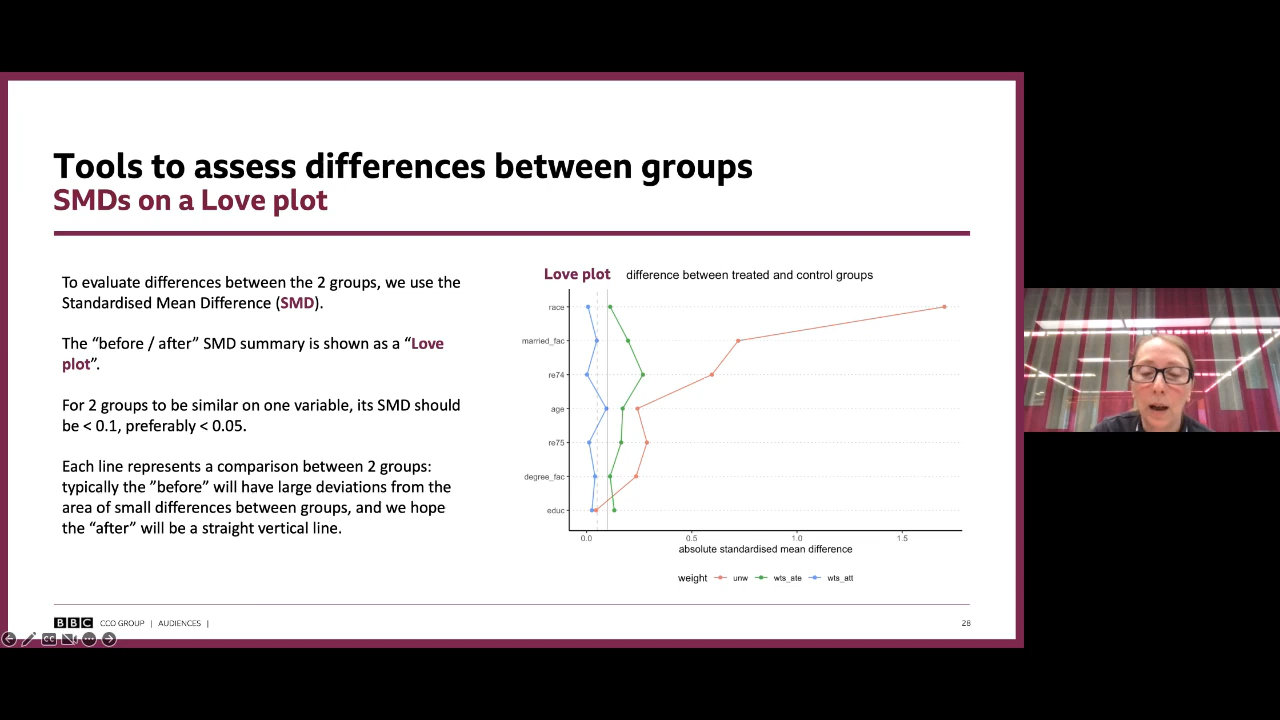 Tools to assess differences between groups
SMDs on a Love plot
To evaluate differences between the 2 groups, we use the
Standardised Mean Difference (SMD).
The “before / after” SMD summary is shown as a “Love
plot”.
For 2 groups to be similar on one variable, its SMD should
be < 0.1, preferably < 0.05.
Each line represents a comparison between 2 groups:
typically the ”before” will have large deviations from the
area of small differences between groups, and we hope
the “after” will be a straight vertical line.
Love plot difference between treated and control groups
race
married_fac
re74
age
re75
degree_fac
educ
0.0 0.5 1.0 1.5
absolute standardised mean difference
weight unw wts_ate wts_att
BBC CCO GROUP | AUDIENCES |
28
CC